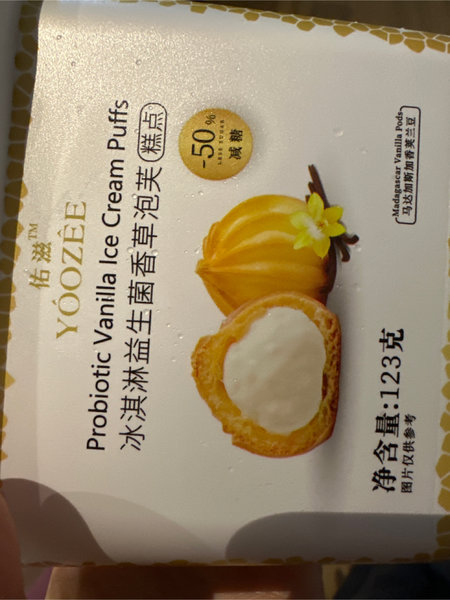 佑滋™
YÓOZÈE
Probiotic Vanilla Ice Cream Puffs
冰淇淋益生菌香草泡芙 糕点
-50%
LESS SUGAR
减糖
Madagascar Vanilla Pods
马达加斯加香荚兰豆
净含量:123克
图片仅供参考